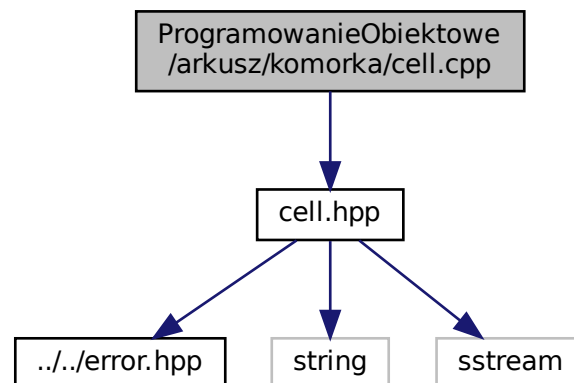 ProgramowanieObiektowe
/arkusz/komorka/cell.cpp
cell.hpp
../../error.hpp
string
sstream